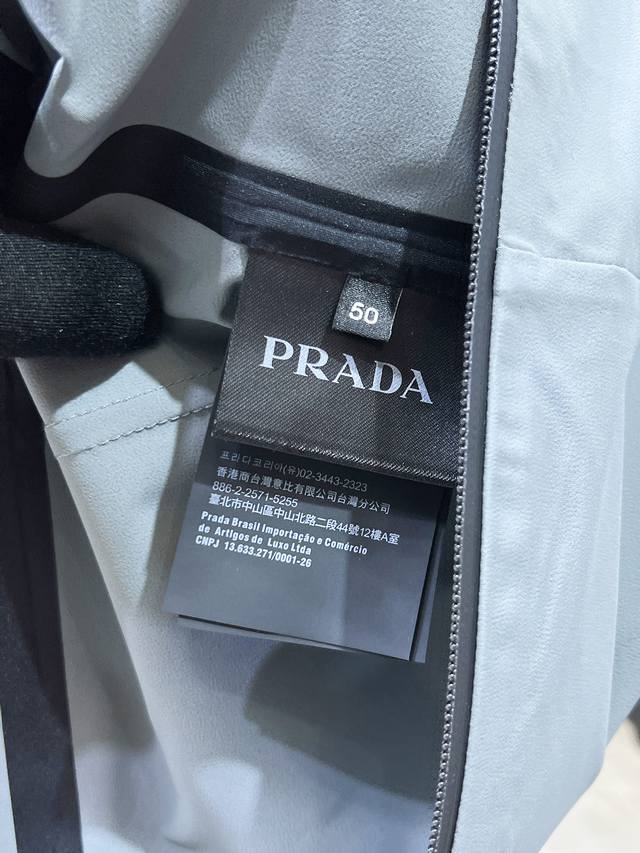 50
PRADA
프라다코리아(유)02-3443-2323
香港商台灣意比有限公司台灣分公司
886-2-2571-5255
臺北市中山區中山北路二段44號12樓A室
Prada Brasil Importação e Comércio
de Artigos de Luxo Ltda
CNPJ 13.633.271/0001-26